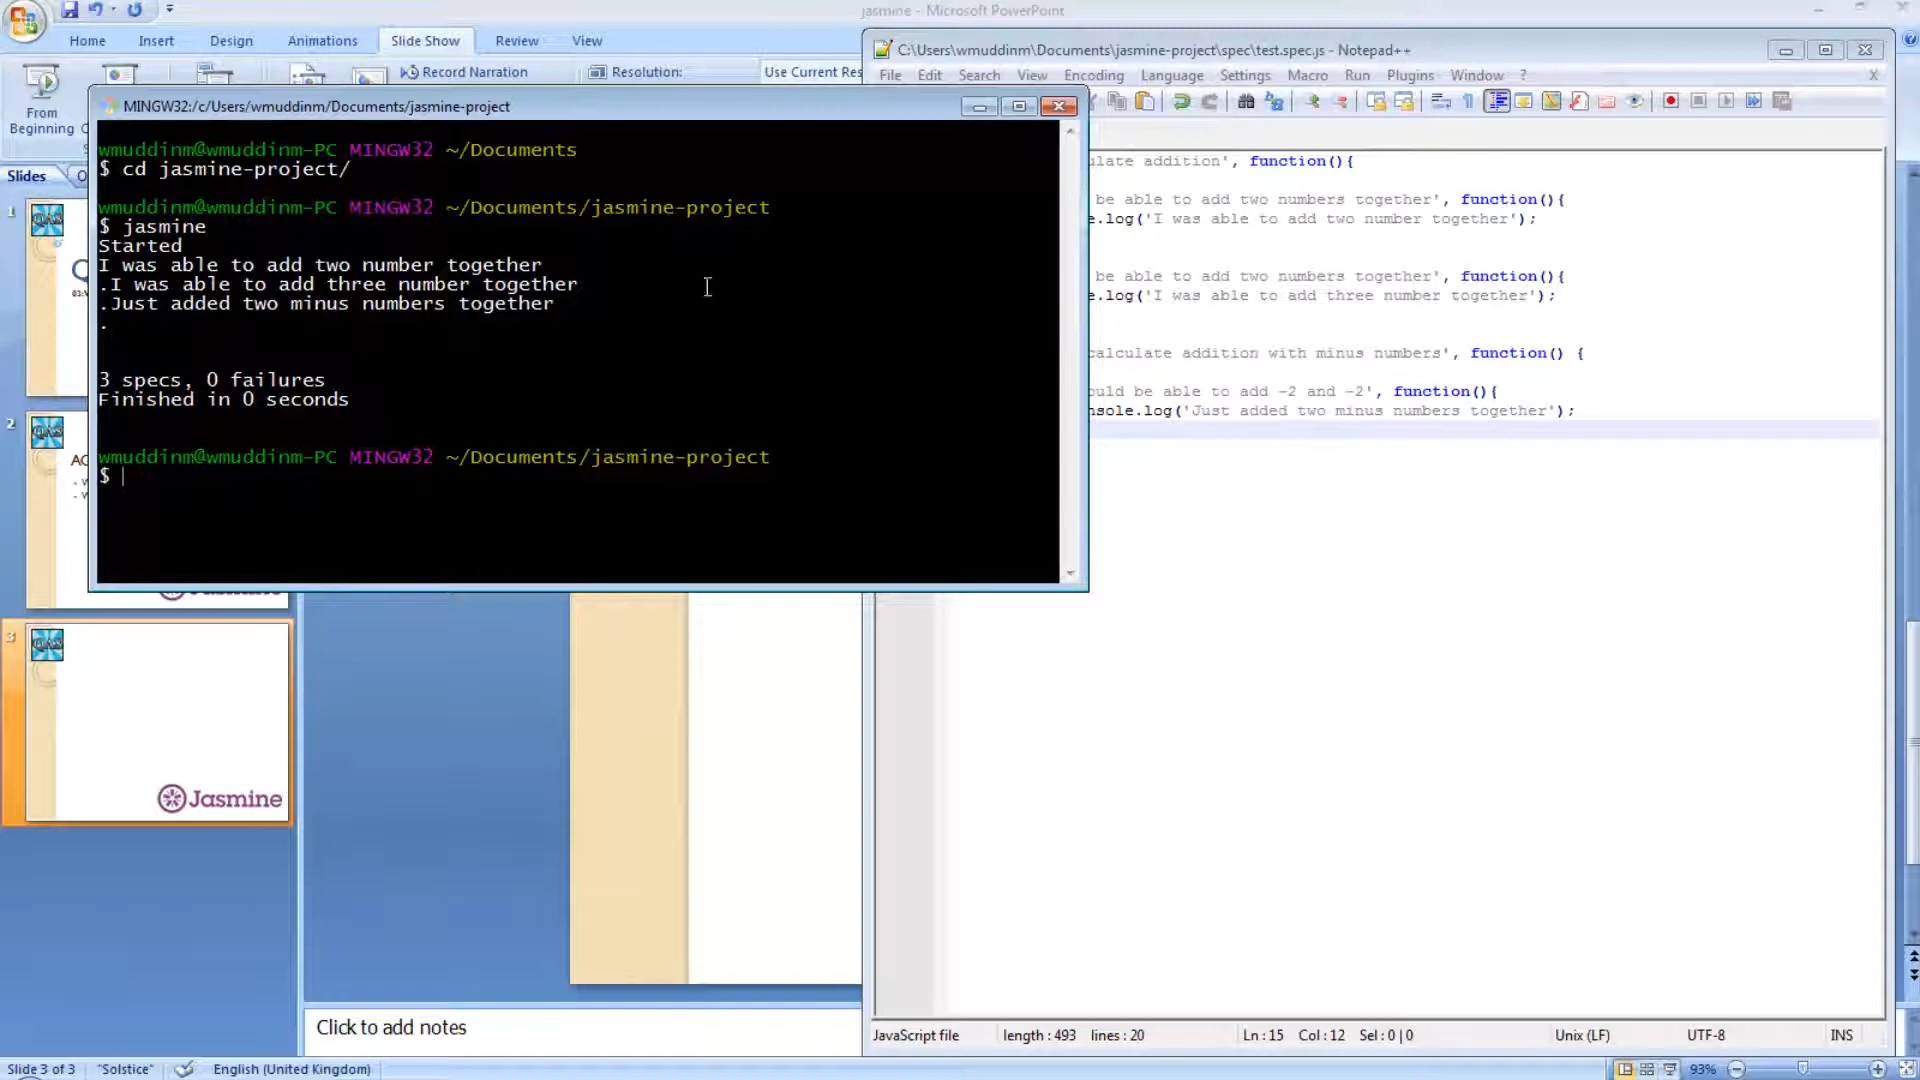 jasmine - Microsoft PowerPoint
Home Insert Design Animations Slide Show Review View
Record Narration Resolution: Use Current Res
From
Beginning
Slides
1
2
3
Jasmine
Click to add notes
Slide 3 of 3 "Solstice" English (United Kingdom) 93%
MINGW32:/c/Users/wmuddinm/Documents/jasmine-project
wmuddinm@wmuddinm-PC MINGW32 ~/Documents
$ cd jasmine-project/
wmuddinm@wmuddinm-PC MINGW32 ~/Documents/jasmine-project
$ jasmine
Started
I was able to add two number together
.I was able to add three number together
.Just added two minus numbers together
.
3 specs, 0 failures
Finished in 0 seconds
wmuddinm@wmuddinm-PC MINGW32 ~/Documents/jasmine-project
$
C:\Users\wmuddinm\Documents\jasmine-project\spec\test.spec.js - Notepad++
File Edit Search View Encoding Language Settings Macro Run Plugins Window ? X
ulate addition', function(){
be able to add two numbers together', function(){
e.log('I was able to add two number together');
be able to add two numbers together', function(){
e.log('I was able to add three number together');
calculate addition with minus numbers', function() {
ould be able to add -2 and -2', function(){
nsole.log('Just added two minus numbers together');
JavaScript file length : 493 lines : 20 Ln : 15 Col : 12 Sel : 0 | 0 Unix (LF) UTF-8 INS